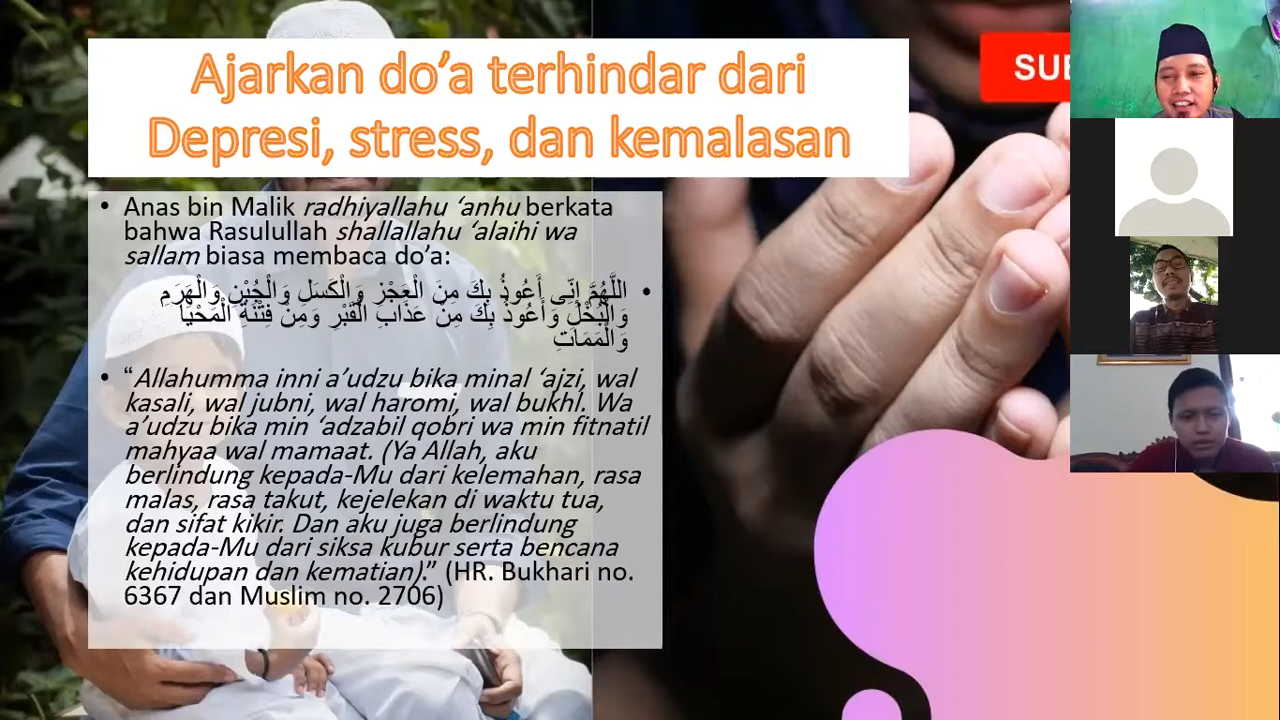 Ajarkan do’a terhindar dari
Depresi, stress, dan kemalasan
SUB
• Anas bin Malik radhiyallahu ‘anhu berkata
bahwa Rasulullah shallallahu ‘alaihi wa
sallam biasa membaca do’a:
• اللَّهُمَّ إِنِّى أَعُوذُ بِكَ مِنَ الْعَجْزِ وَالْكَسَلِ وَالْجُبْنِ وَالْهَرَمِ
وَالْبُخْلِ وَأَعُوذُ بِكَ مِنْ عَذَابِ الْقَبْرِ وَمِنْ فِتْنَةِ الْمَحْيَا
وَالْمَمَاتِ
• “Allahumma inni a’udzu bika minal ‘ajzi, wal
kasali, wal jubni, wal haromi, wal bukhl. Wa
a’udzu bika min ‘adzabil qobri wa min fitnatil
mahyaa wal mamaat. (Ya Allah, aku
berlindung kepada-Mu dari kelemahan, rasa
malas, rasa takut, kejelekan di waktu tua,
dan sifat kikir. Dan aku juga berlindung
kepada-Mu dari siksa kubur serta bencana
kehidupan dan kematian).” (HR. Bukhari no.
6367 dan Muslim no. 2706)